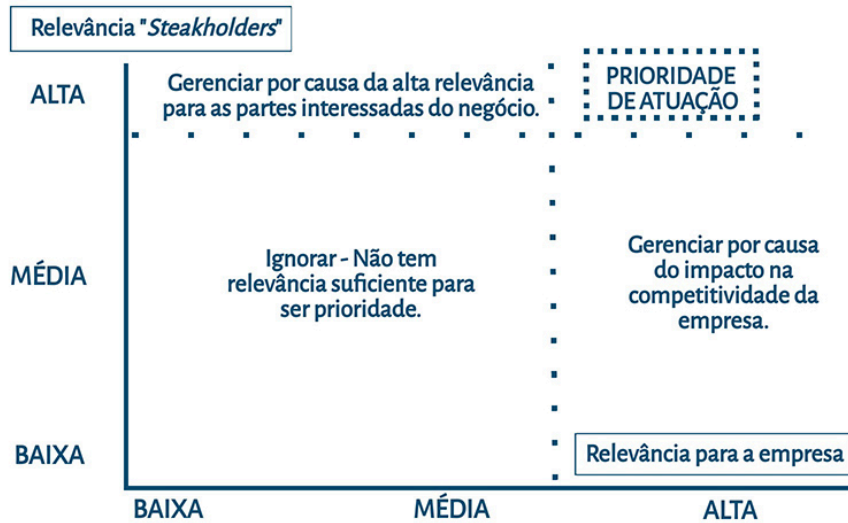 Relevância "Steakholders"
ALTA
Gerenciar por causa da alta relevância
para as partes interessadas do negócio.
PRIORIDADE
DE ATUAÇÃO
MÉDIA
Ignorar - Não tem
relevância suficiente para
ser prioridade.
Gerenciar por causa
do impacto na
competitividade da
empresa.
BAIXA
Relevância para a empresa
BAIXA
MÉDIA
ALTA